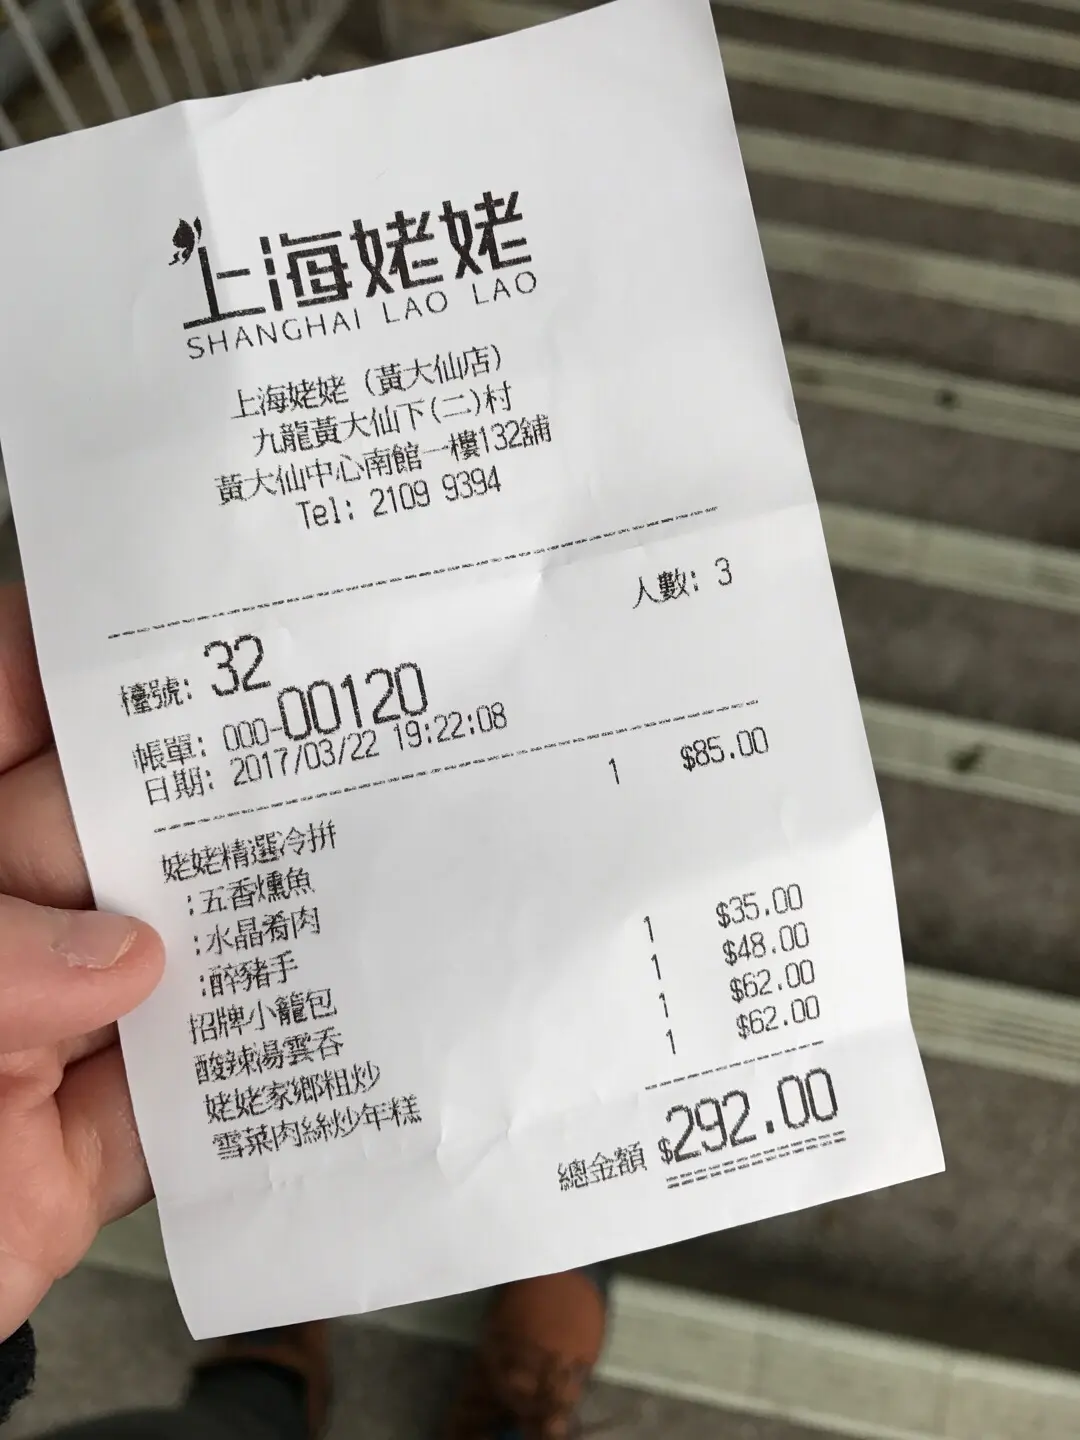 上海姥姥
SHANGHAI LAO LAO
上海姥姥 (黃大仙店)
九龍黃大仙下(二)村
黃大仙中心南館一樓132舖
Tel: 2109 9394
人數: 3
檯號: 32
帳單: 000-00120
日期: 2017/03/22 19:22:08
姥姥精選冷拼 1 $85.00
:五香燻魚
:水晶肴肉
:醉豬手
招牌小籠包 1 $35.00
酸辣湯雲吞 1 $48.00
姥姥家鄉粗炒 1 $62.00
雪菜肉絲炒年糕 1 $62.00
總金額 $292.00